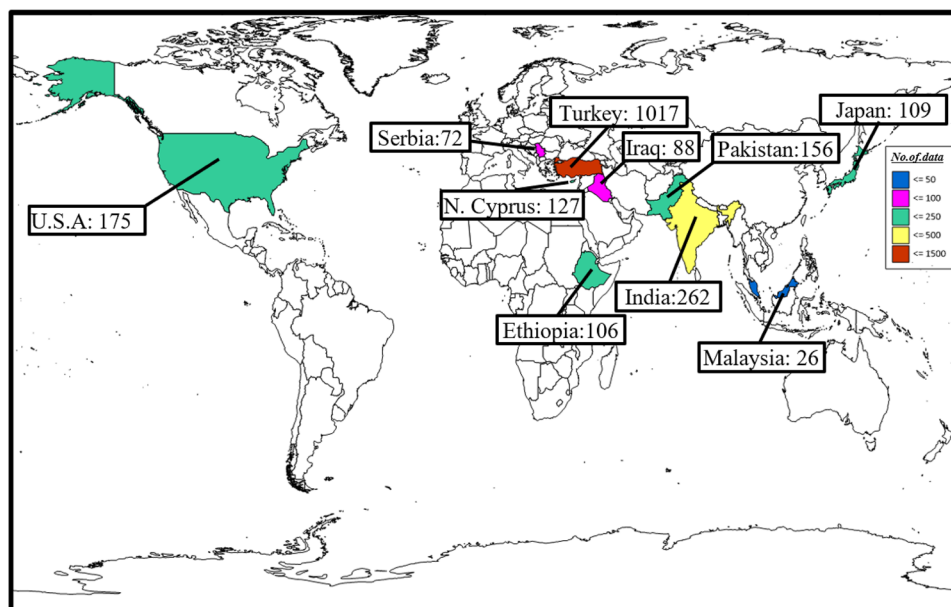 Japan: 109
Turkey: 1017
Serbia:72
Iraq: 88
Pakistan:156
No.of.data
<= 50
<= 100
<= 250
<= 500
<= 1500
N. Cyprus: 127
U.S.A: 175
India:262
Ethiopia:106
Malaysia: 26